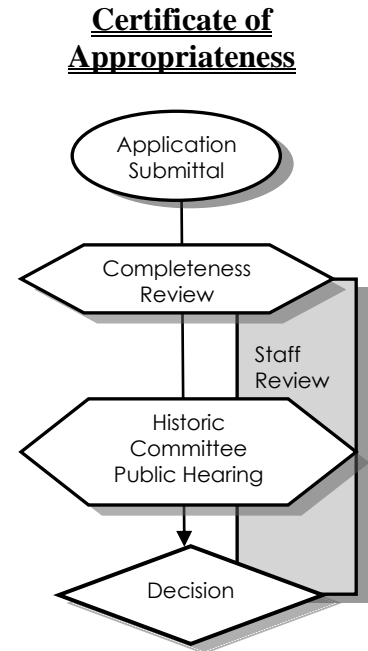 Certificate of
Appropriateness
Application
Submittal
Completeness
Review
Staff
Review
Historic
Committee
Public Hearing
Decision